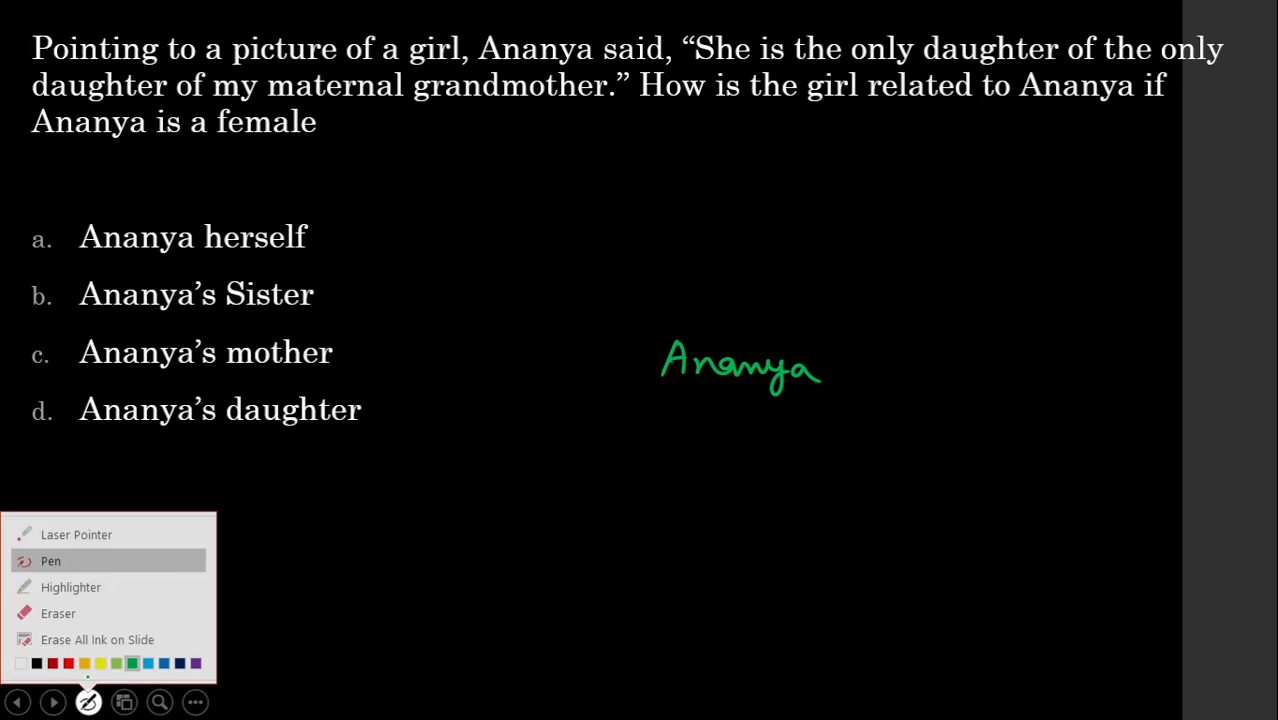 Pointing to a picture of a girl, Ananya said, “She is the only daughter of the only
daughter of my maternal grandmother.” How is the girl related to Ananya if
Ananya is a female
a. Ananya herself
b. Ananya’s Sister
c. Ananya’s mother
d. Ananya’s daughter
Ananya
Laser Pointer
Pen
Highlighter
Eraser
Erase All Ink on Slide